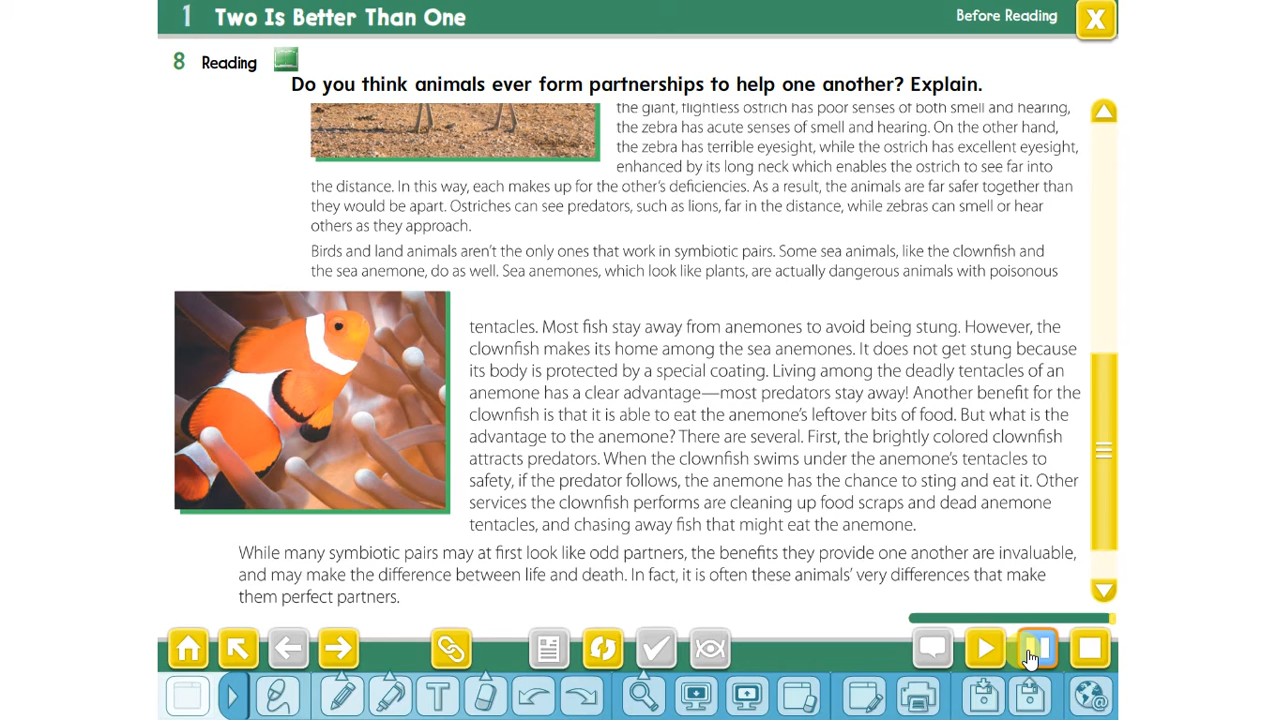 1 Two Is Better Than One
Before Reading
X
8 Reading
Do you think animals ever form partnerships to help one another? Explain.
the giant, flightless ostrich has poor senses of both smell and hearing,
the zebra has acute senses of smell and hearing. On the other hand,
the zebra has terrible eyesight, while the ostrich has excellent eyesight,
enhanced by its long neck which enables the ostrich to see far into
the distance. In this way, each makes up for the other's deficiencies. As a result, the animals are far safer together than
they would be apart. Ostriches can see predators, such as lions, far in the distance, while zebras can smell or hear
others as they approach.
Birds and land animals aren't the only ones that work in symbiotic pairs. Some sea animals, like the clownfish and
the sea anemone, do as well. Sea anemones, which look like plants, are actually dangerous animals with poisonous
tentacles. Most fish stay away from anemones to avoid being stung. However, the
clownfish makes its home among the sea anemones. It does not get stung because
its body is protected by a special coating. Living among the deadly tentacles of an
anemone has a clear advantage—most predators stay away! Another benefit for the
clownfish is that it is able to eat the anemone's leftover bits of food. But what is the
advantage to the anemone? There are several. First, the brightly colored clownfish
attracts predators. When the clownfish swims under the anemone's tentacles to
safety, if the predator follows, the anemone has the chance to sting and eat it. Other
services the clownfish performs are cleaning up food scraps and dead anemone
tentacles, and chasing away fish that might eat the anemone.
While many symbiotic pairs may at first look like odd partners, the benefits they provide one another are invaluable,
and may make the difference between life and death. In fact, it is often these animals' very differences that make
them perfect partners.
T
@